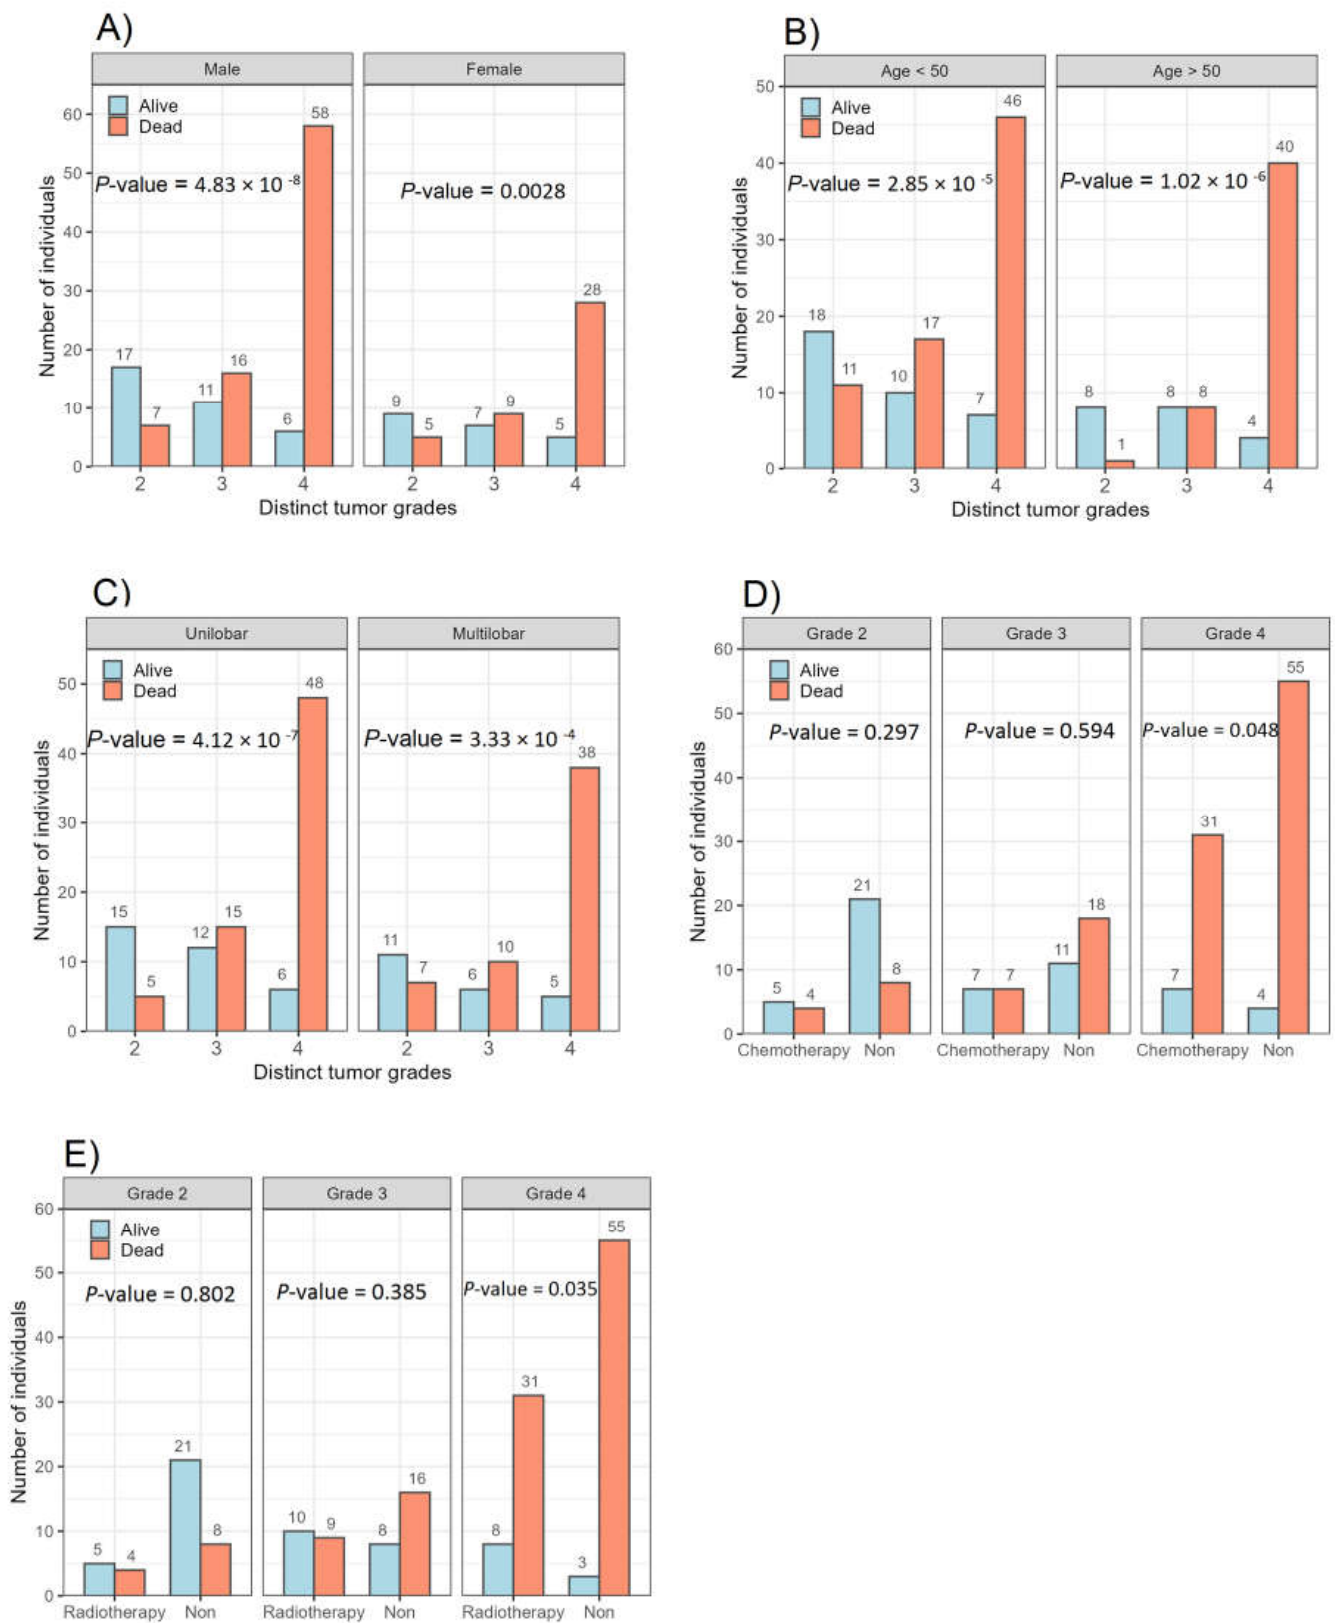 A)
Male
Female
Alive
Dead
P-value = 4.83 × 10 -8
P-value = 0.0028
Number of individuals
60
50
40
30
20
10
0
17
7
11
16
6
58
9
5
7
9
5
28
2
3
4
2
3
4
Distinct tumor grades
B)
Age < 50
Age > 50
Alive
Dead
P-value = 2.85 × 10 -5
P-value = 1.02 × 10 -6
Number of individuals
50
40
30
20
10
0
18
11
10
17
7
46
8
1
8
8
4
40
2
3
4
2
3
4
Distinct tumor grades
C)
Unilobar
Multilobar
Alive
Dead
P-value = 4.12 × 10 -7
P-value = 3.33 × 10 -4
Number of individuals
50
40
30
20
10
0
15
5
12
15
6
48
11
7
6
10
5
38
2
3
4
2
3
4
Distinct tumor grades
D)
Grade 2
Grade 3
Grade 4
Alive
Dead
P-value = 0.297
P-value = 0.594
P-value = 0.048
Number of individuals
60
50
40
30
20
10
0
5
4
21
8
7
7
11
18
7
31
4
55
Chemotherapy
Non
Chemotherapy
Non
Chemotherapy
Non
E)
Grade 2
Grade 3
Grade 4
Alive
Dead
P-value = 0.802
P-value = 0.385
P-value = 0.035
Number of individuals
60
50
40
30
20
10
0
5
4
21
8
10
9
8
16
8
31
3
55
Radiotherapy
Non
Radiotherapy
Non
Radiotherapy
Non